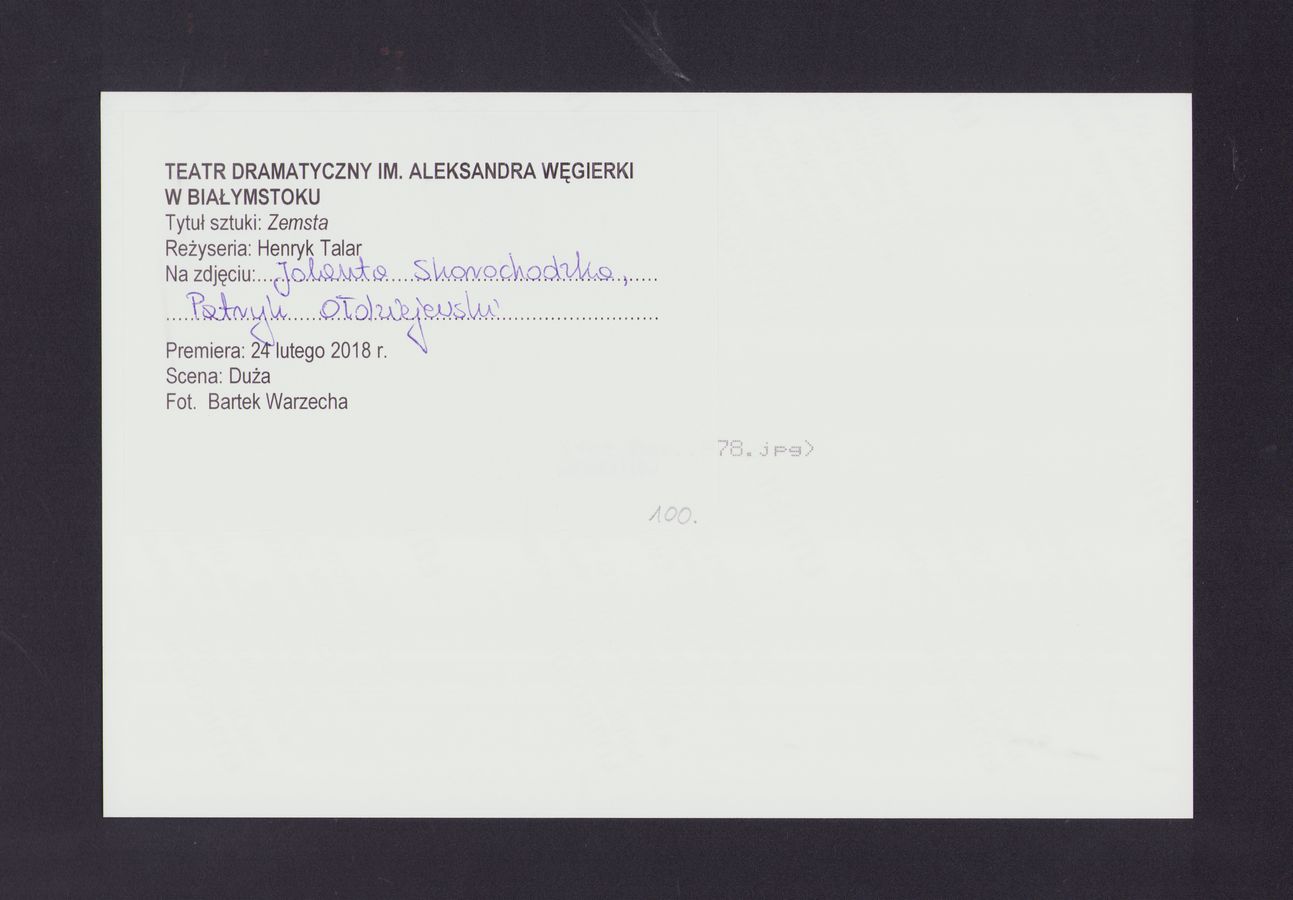 TEATR DRAMATYCZNY IM. ALEKSANDRA WĘGIERKI
W BIAŁYMSTOKU
Tytuł sztuki: Zemsta
Reżyseria: Henryk Talar
Na zdjęciu: Jolanta Skorochodzka,
Patryk Ołdziejewski
Premiera: 24 lutego 2018 r.
Scena: Duża
Fot. Bartek Warzecha
78.jpg)
100.